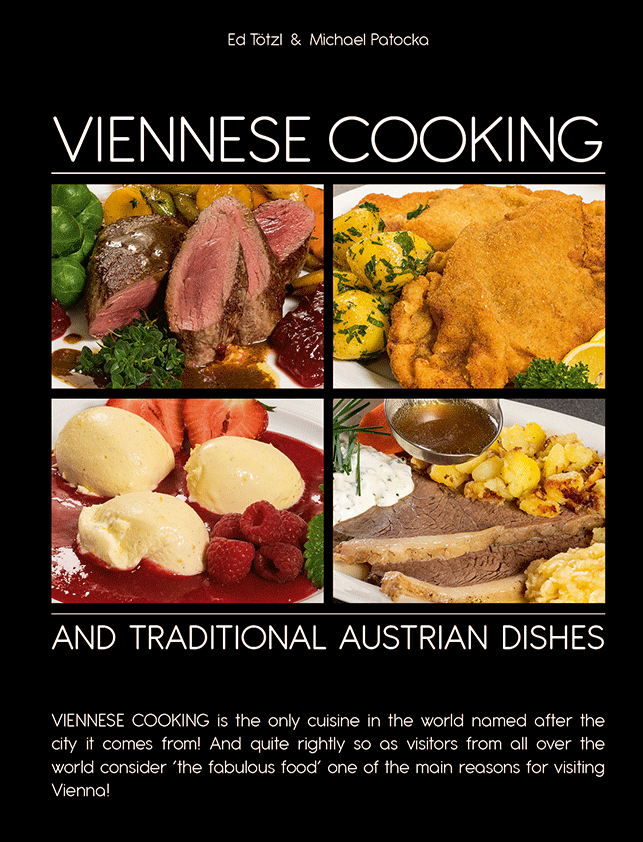 Ed Tötzl & Michael Patocka
VIENNESE COOKING
AND TRADITIONAL AUSTRIAN DISHES
VIENNESE COOKING is the only cuisine in the world named after the
city it comes from! And quite rightly so as visitors from all over the
world consider ‘the fabulous food’ one of the main reasons for visiting
Vienna!